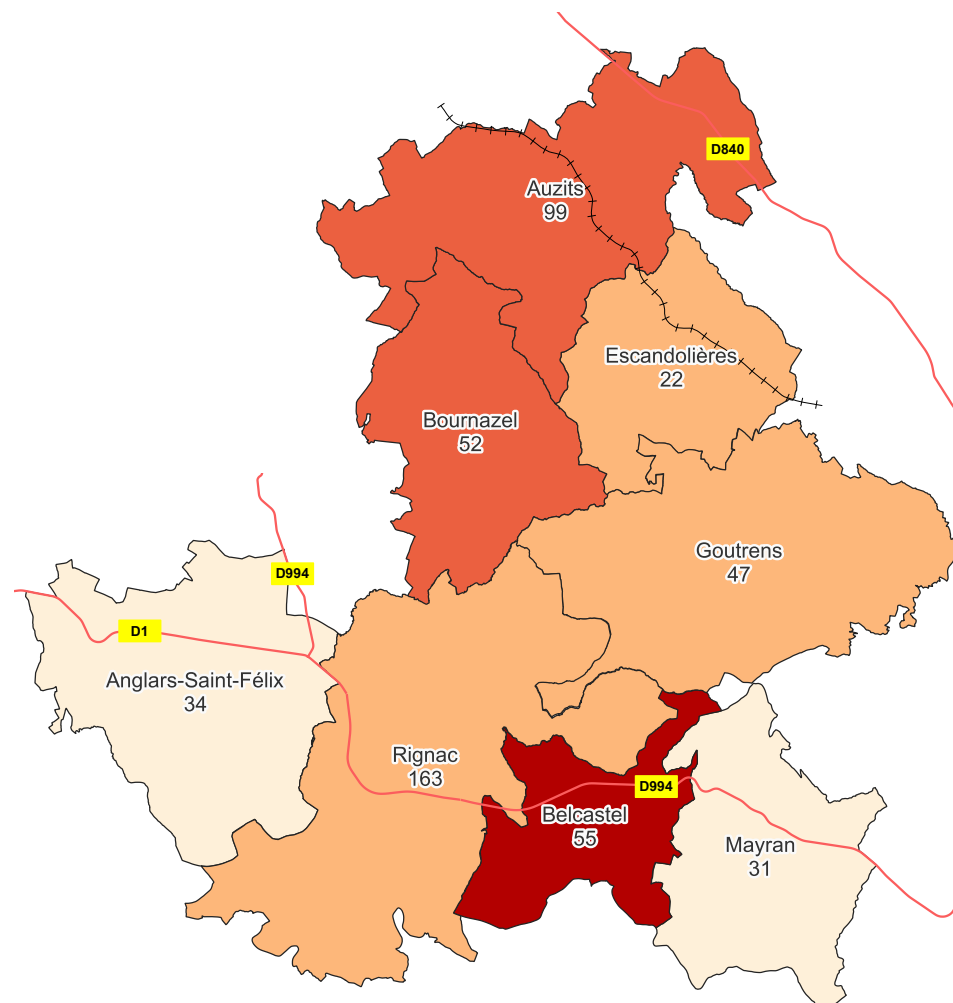 D840
Auzits
99
Escandolières
22
Bournazel
52
Goutrens
47
D994
D1
Anglars-Saint-Félix
34
Rignac
163
D994
Belcastel
55
Mayran
31